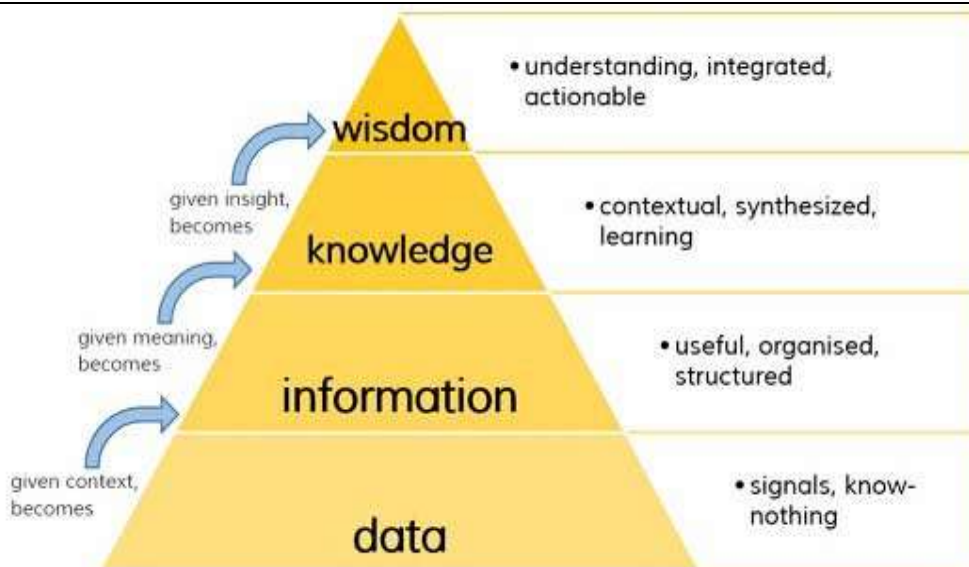 • understanding, integrated,
actionable
wisdom
given insight,
becomes
• contextual, synthesized,
learning
knowledge
given meaning,
becomes
• useful, organised,
structured
information
given context,
becomes
• signals, know-
nothing
data